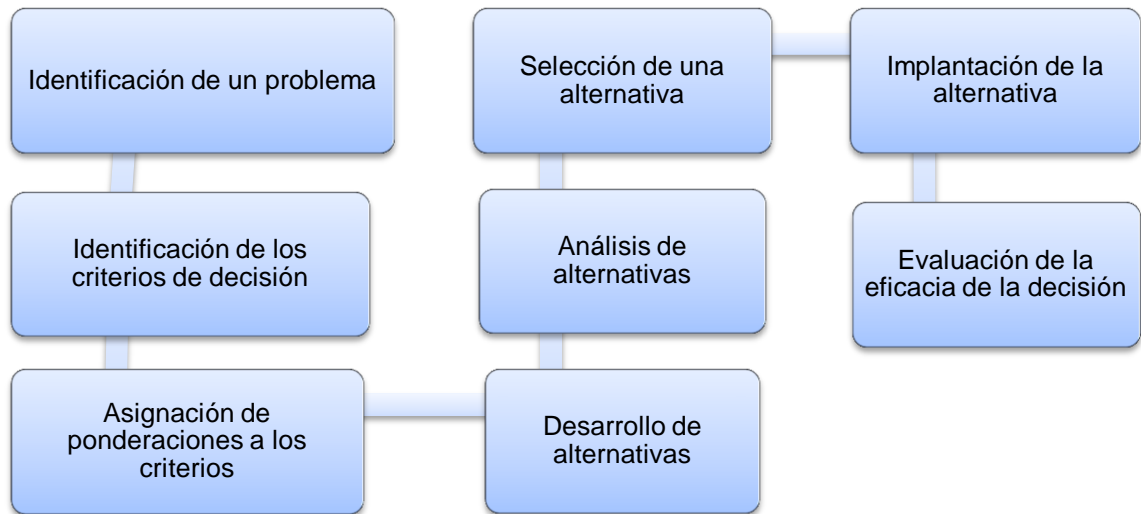 Identificación de un problema
Identificación de los
criterios de decisión
Asignación de
ponderaciones a los
criterios
Desarrollo de
alternativas
Análisis de
alternativas
Selección de una
alternativa
Implantación de la
alternativa
Evaluación de la
eficacia de la decisión